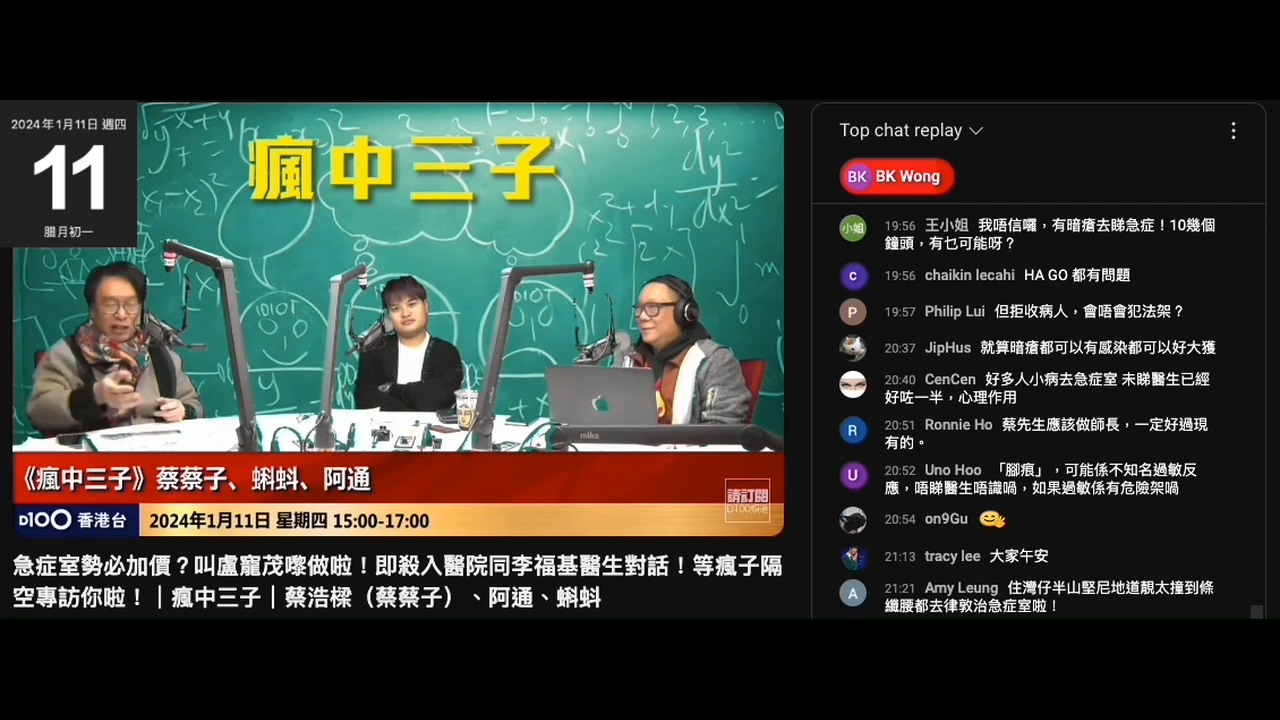 2024年1月11日 週四
11
臘月初一
瘋中三子
《瘋中三子》蔡蔡子、蝌蚪、阿通
請訂閱
D100頻道
D100 香港台
2024年1月11日 星期四 15:00-17:00
急症室勢必加價？叫盧寵茂嚟做啦！即殺入醫院同李福基醫生對話！等瘋子隔
空專訪你啦！｜瘋中三子｜蔡浩樑（蔡蔡子）、阿通、蝌蚪
mika
Top chat replay
BK BK Wong
小姐 19:56 王小姐 我唔信囉，有暗瘡去睇急症！10幾個
鐘頭，有乜可能呀？
c 19:56 chaikin lecahi HA GO 都有問題
P 19:57 Philip Lui 但拒收病人，會唔會犯法架？
20:37 JipHus 就算暗瘡都可以有感染都可以好大獲
20:40 CenCen 好多人小病去急症室 未睇醫生已經
好咗一半，心理作用
R 20:51 Ronnie Ho 蔡先生應該做師長，一定好過現
有的。
U 20:52 Uno Hoo 「腳痕」，可能係不知名過敏反
應，唔睇醫生唔識喎，如果過敏係有危險架喎
20:54 on9Gu
21:13 tracy lee 大家午安
A 21:21 Amy Leung 住灣仔半山堅尼地道靚太撞到條
纖腰都去律敦治急症室啦！